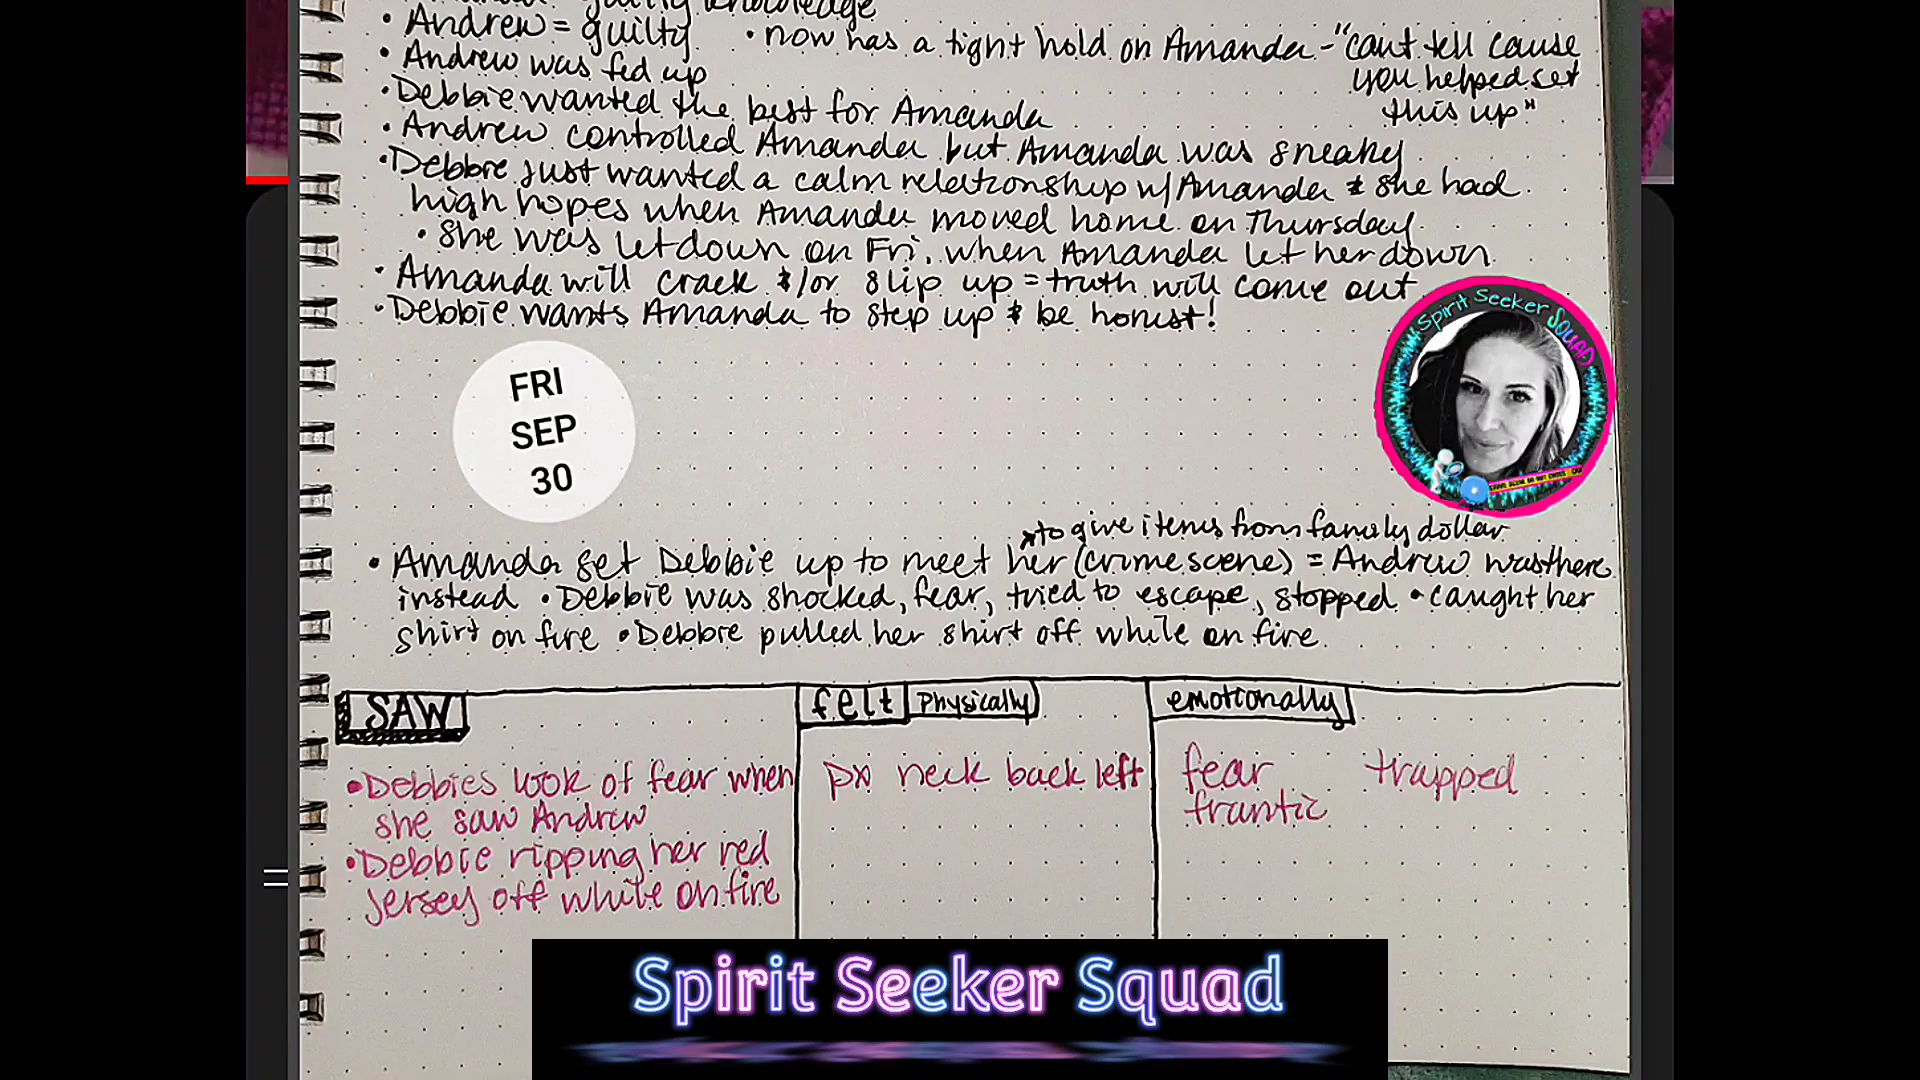 guilty knowledge
• Andrew = guilty • now has a tight hold on Amanda - "cant tell cause
you helped set
this up"
• Andrew was fed up
• Debbie wanted the best for Amanda
• Andrew controlled Amanda but Amanda was sneaky
• Debbie just wanted a calm relationship w/ Amanda & she had
high hopes when Amanda moved home on Thursday
• she was let down on Fri. when Amanda let her down
• Amanda will crack &/or slip up = truth will come out
• Debbie wants Amanda to step up & be honest!
Spirit Seeker Squad
FRI
SEP
30
*to give items from family dollar
• Amanda set Debbie up to meet her (crime scene) = Andrew was there
instead • Debbie was shocked, fear, tried to escape, stopped • caught her
shirt on fire • Debbie pulled her shirt off while on fire.
SAW
felt physically
emotionally
• Debbies look of fear when
she saw Andrew
• Debbie ripping her red
jersey off while on fire
px neck back left
fear trapped
frantic
Spirit Seeker Squad